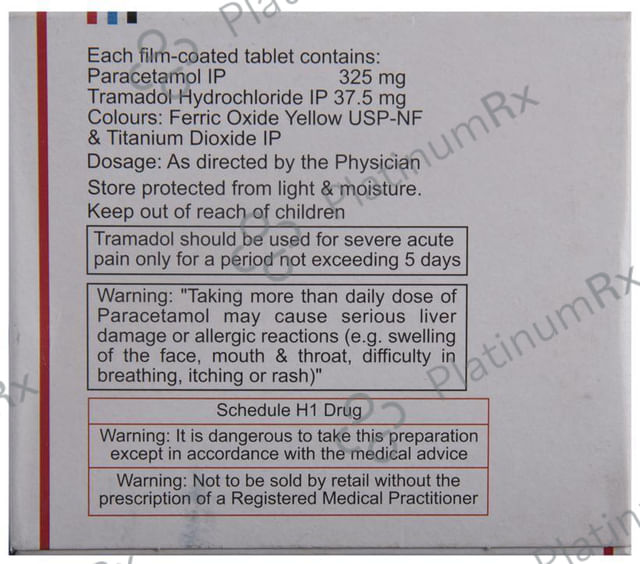 Each film-coated tablet contains:
Paracetamol IP 325 mg
Tramadol Hydrochloride IP 37.5 mg
Colours: Ferric Oxide Yellow USP-NF
& Titanium Dioxide IP
Dosage: As directed by the Physician
Store protected from light & moisture.
Keep out of reach of children
Tramadol should be used for severe acute
pain only for a period not exceeding 5 days
Warning: "Taking more than daily dose of
Paracetamol may cause serious liver
damage or allergic reactions (e.g. swelling
of the face, mouth & throat, difficulty in
breathing, itching or rash)"
Schedule H1 Drug
Warning: It is dangerous to take this preparation
except in accordance with the medical advice
Warning: Not to be sold by retail without the
prescription of a Registered Medical Practitioner
PlatinumRx
PlatinumRx